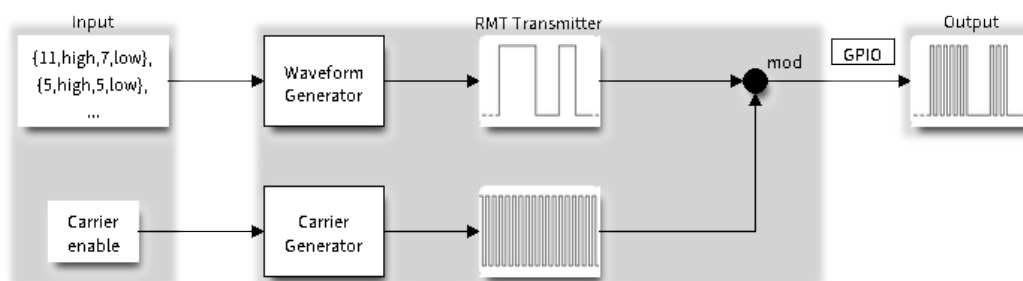 Input
RMT Transmitter
Output
{11,high,7,low},
{5,high,5,low},
...
Waveform
Generator
mod
GPIO
Carrier
enable
Carrier
Generator